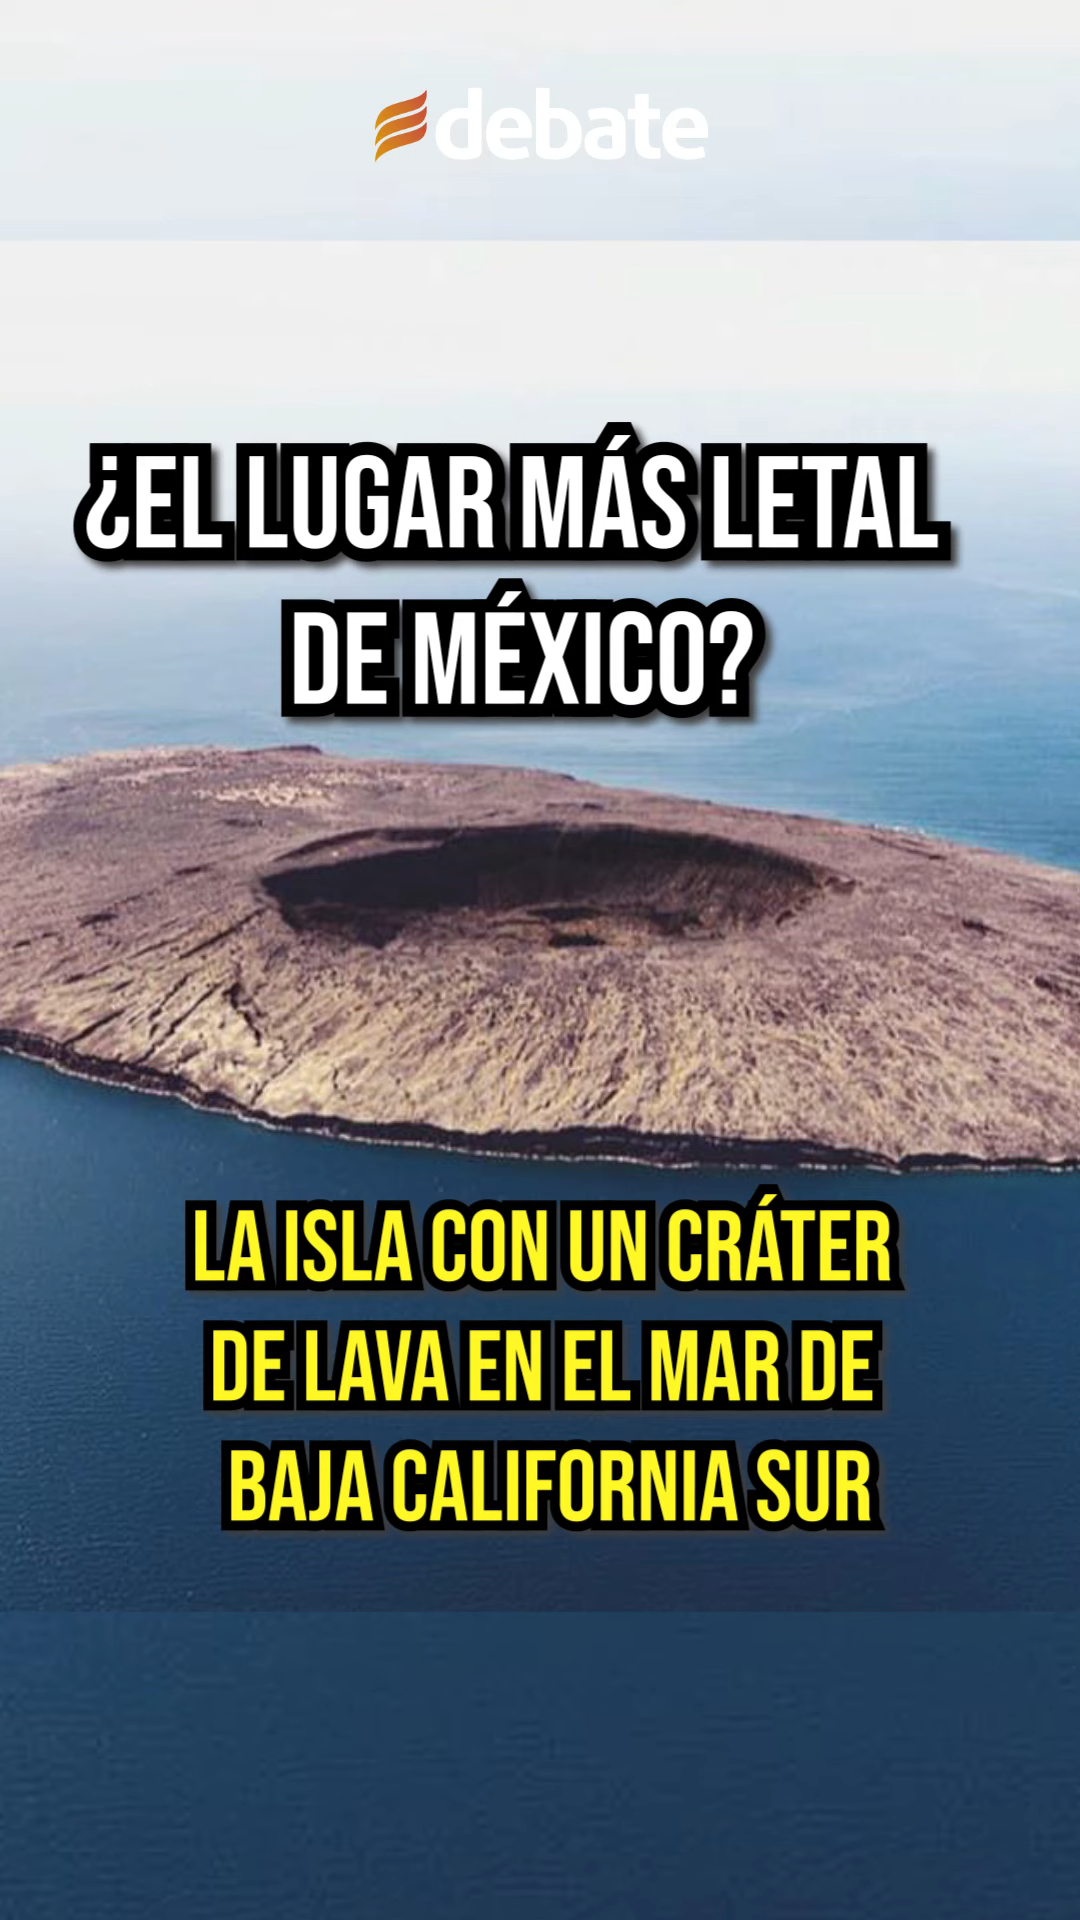 debate
¿EL LUGAR MÁS LETAL
DE MÉXICO?
LA ISLA CON UN CRÁTER
DE LAVA EN EL MAR DE
BAJA CALIFORNIA SUR